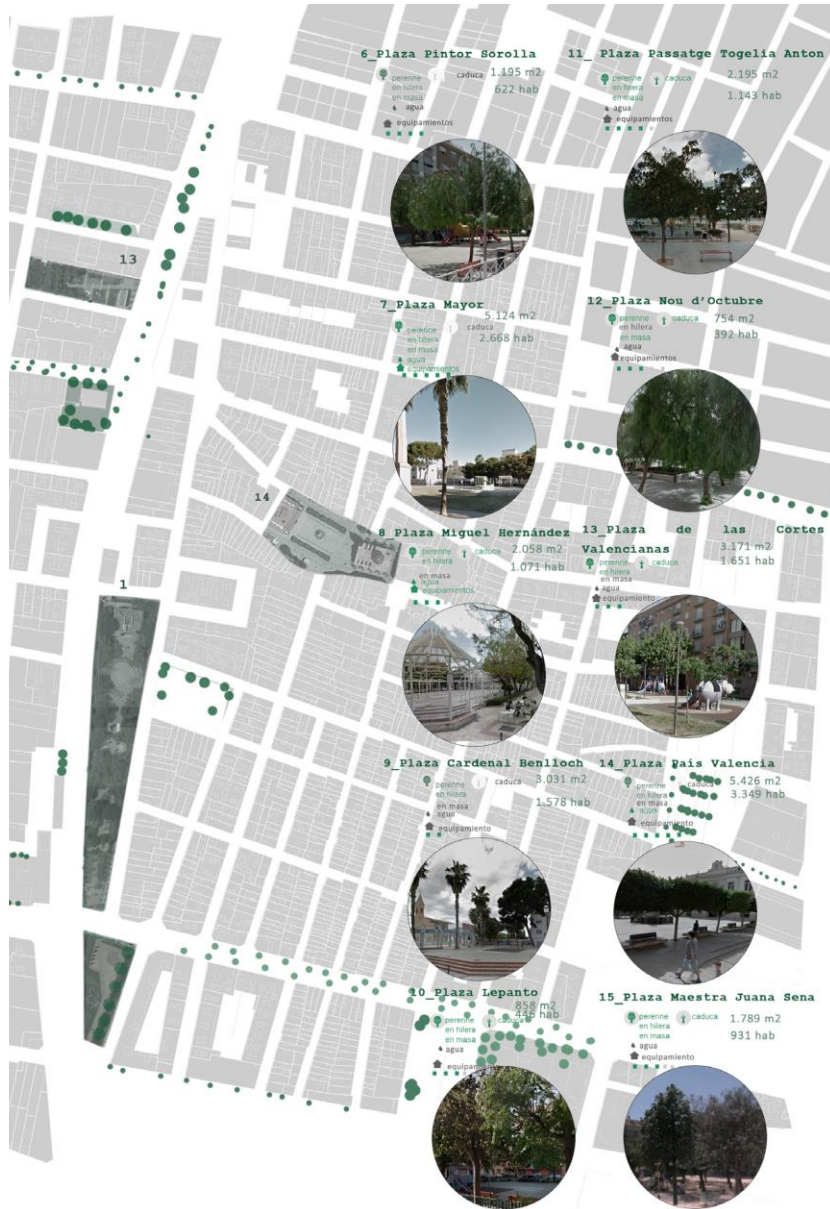 6_Plaza Pintor Sorolla
perenne
caduca
1.195 m2
en hilera
622 hab
en masa
agua
equipamientos
11_ Plaza Passatge Togelia Anton
perenne
caduca
2.195 m2
en hilera
1.143 hab
en masa
agua
equipamientos
13
7_Plaza Mayor
5.124 m2
perenne
caduca
2.668 hab
en hilera
en masa
agua
equipamientos
12_Plaza Nou d'Octubre
754 m2
perenne
caduca
392 hab
en hilera
en masa
agua
equipamientos
14
8_Plaza Miguel Hernández
perenne
caduca
2.058 m2
en hilera
1.071 hab
en masa
agua
equipamientos
13_Plaza de las Cortes
Valencianas
3.171 m2
perenne
caduca
1.651 hab
en hilera
en masa
agua
equipamiento
1
9_Plaza Cardenal Benlloch
perenne
caduca
3.031 m2
en hilera
1.578 hab
en masa
agua
equipamiento
14_Plaza País Valencia
perenne
caduca
5.426 m2
en hilera
3.349 hab
en masa
agua
equipamiento
10_Plaza Lepanto
858 m2
446 hab
perenne
caduca
en hilera
en masa
agua
equipamiento
15_Plaza Maestra Juana Sena
perenne
caduca
1.789 m2
en hilera
931 hab
en masa
agua
equipamiento